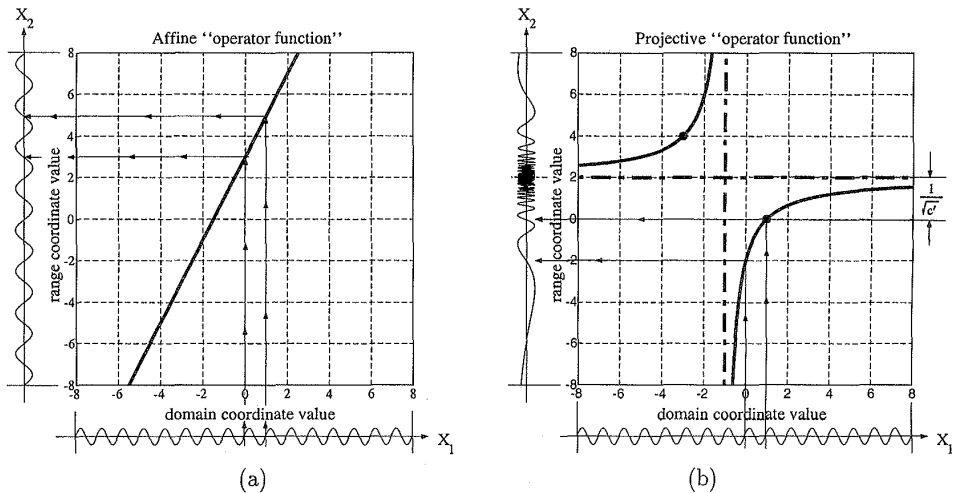 X2
Affine "operator function"
8
6
4
2
0
-2
-4
-6
-8
range coordinate value
-8 -6 -4 -2 0 2 4 6 8
domain coordinate value
X1
(a)
X2
Projective "operator function"
8
6
4
2
0
-2
-4
-6
-8
range coordinate value
1
√c'
-8 -6 -4 -2 0 2 4 6 8
domain coordinate value
X1
(b)